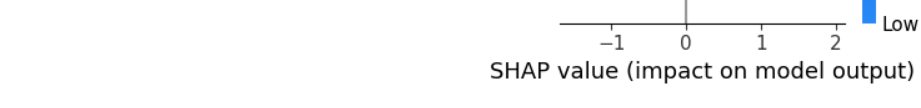 Low
−1 0 1 2
SHAP value (impact on model output)